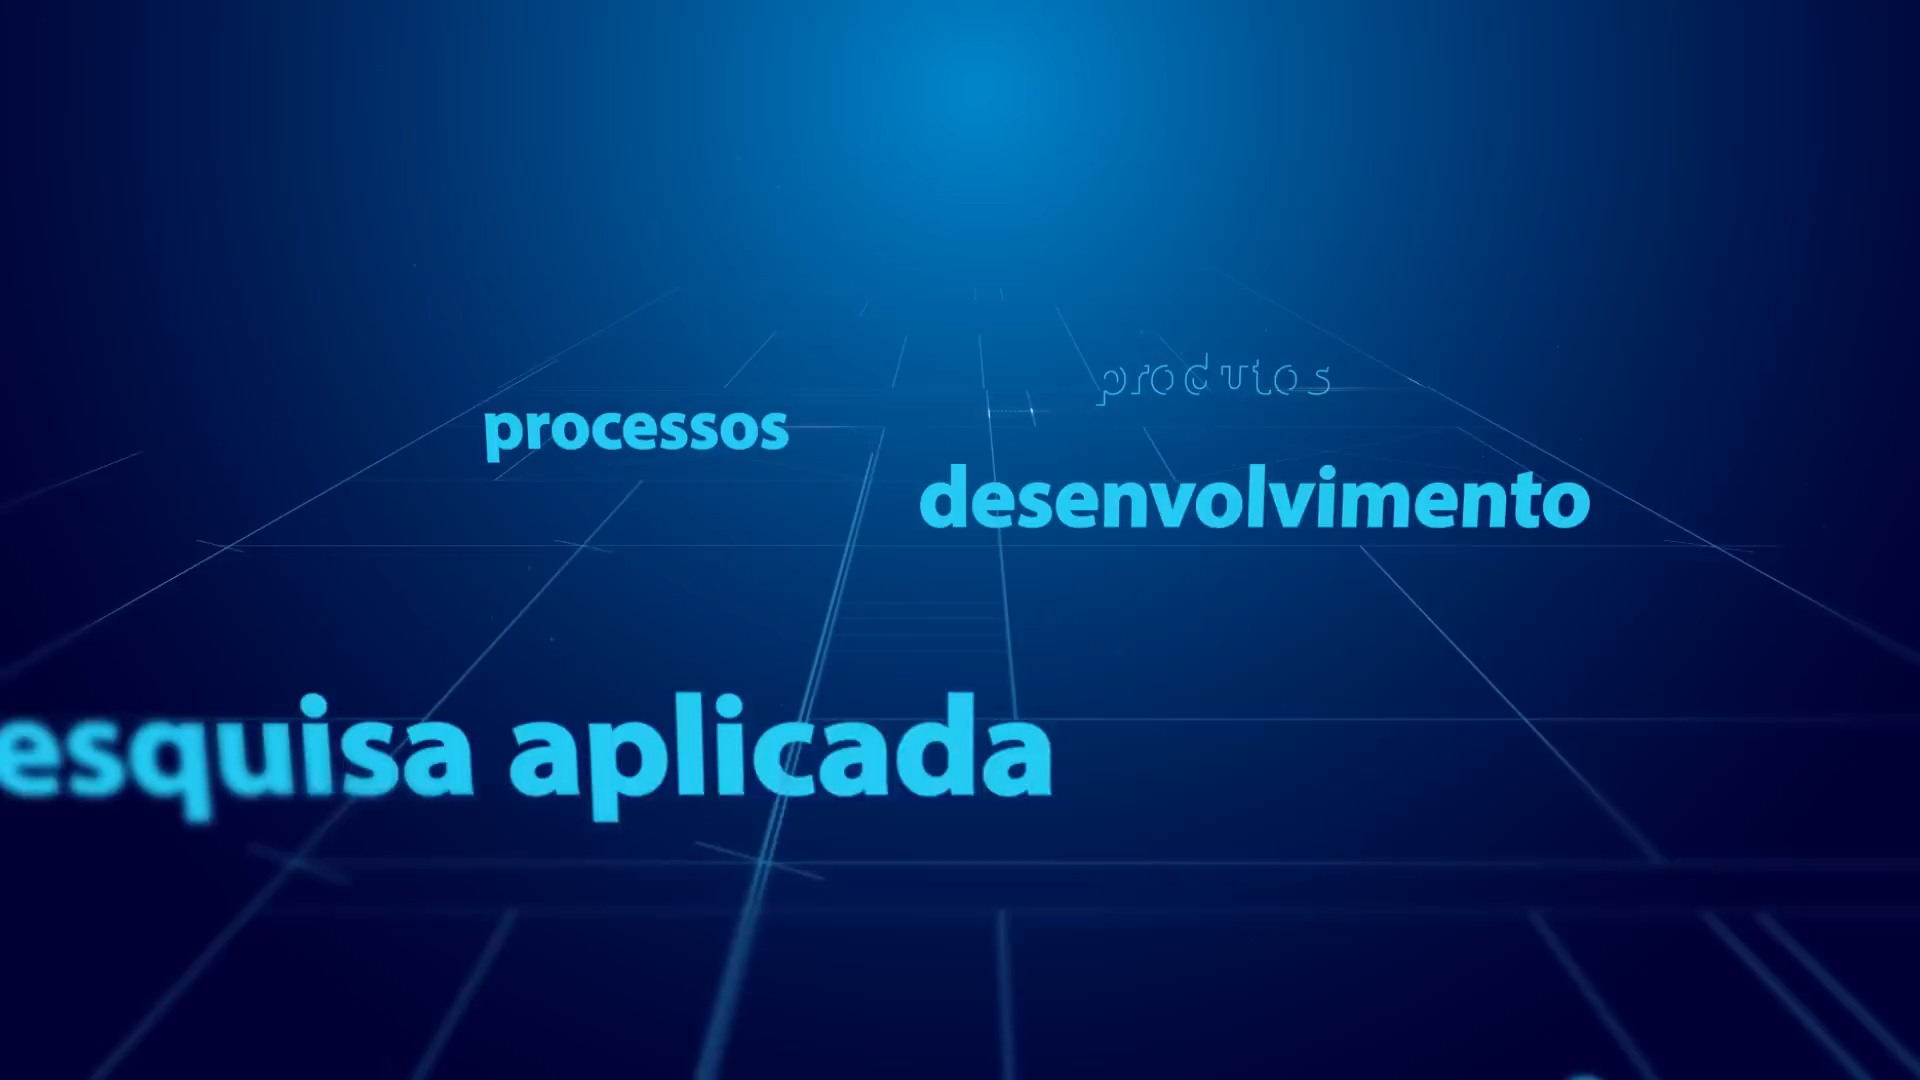 produtos
processos
desenvolvimento
esquisa aplicada